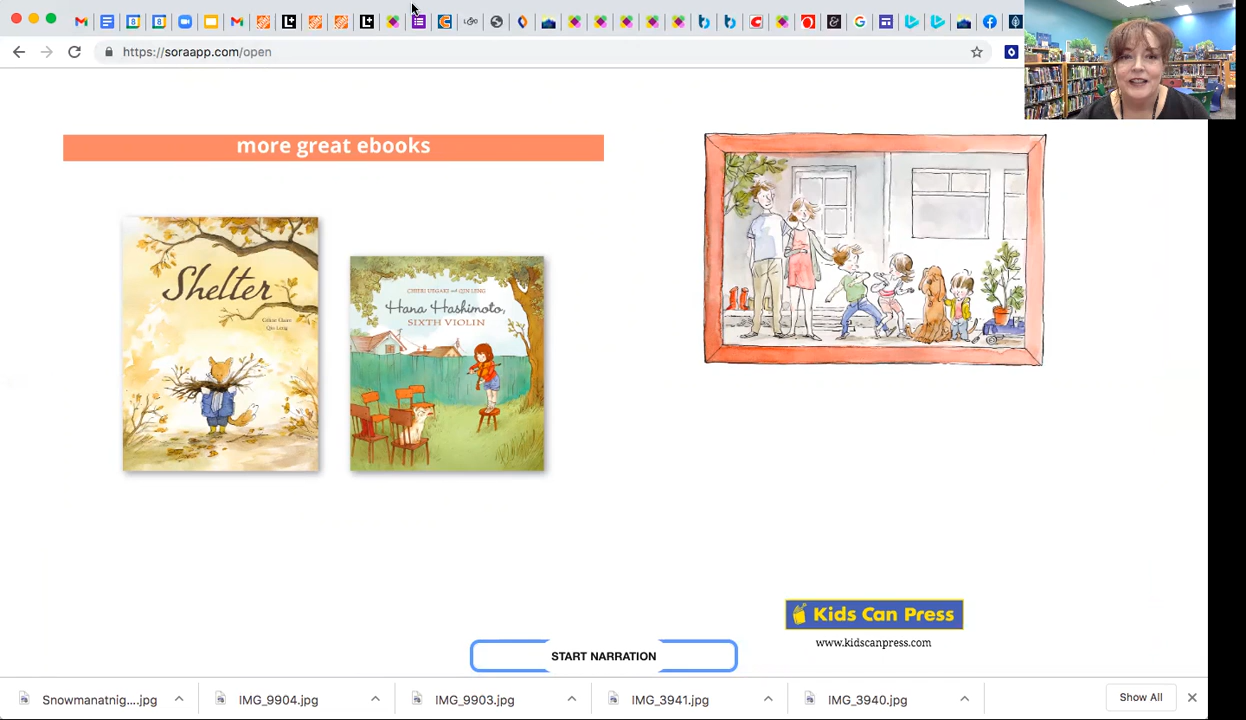 https://soraapp.com/open
more great ebooks
Shelter
Céline Claire
Qin Leng
CHIERI UEGAKI and QIN LENG
Hana Hashimoto,
SIXTH VIOLIN
Kids Can Press
www.kidscanpress.com
START NARRATION
Snowmanatnig....jpg
IMG_9904.jpg
IMG_9903.jpg
IMG_3941.jpg
IMG_3940.jpg
Show All